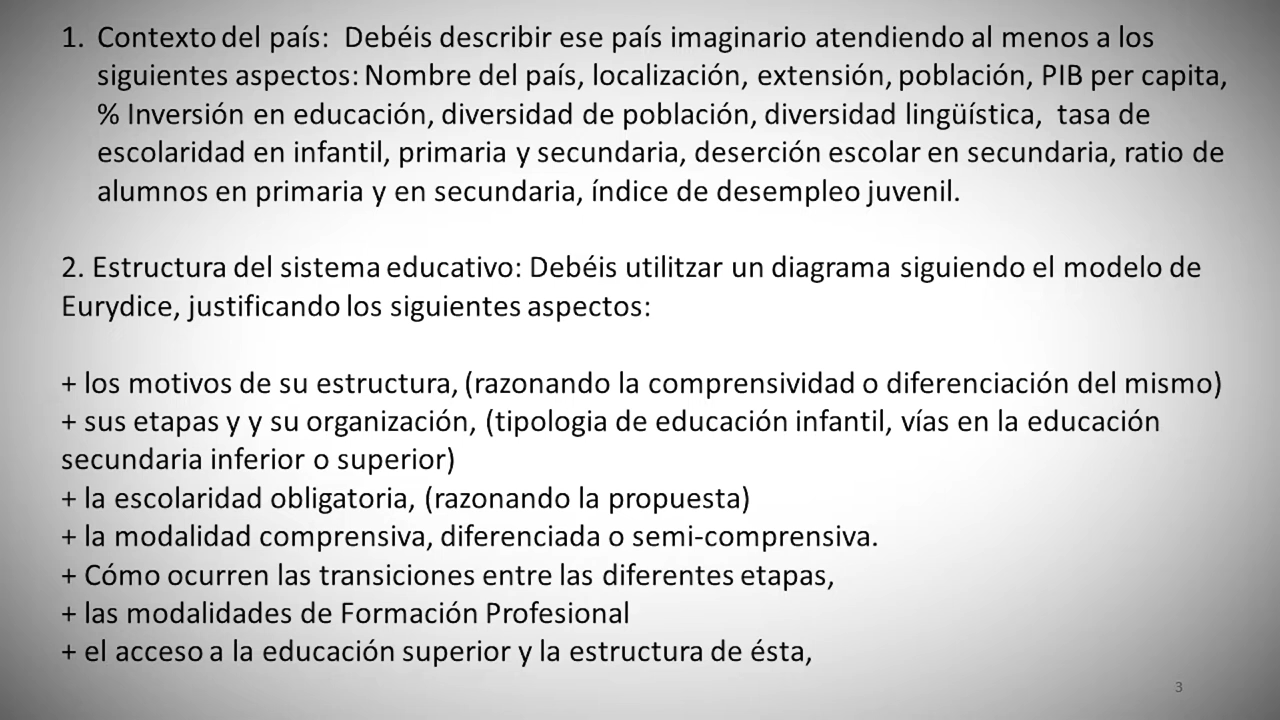 1. Contexto del país: Debéis describir ese país imaginario atendiendo al menos a los
siguientes aspectos: Nombre del país, localización, extensión, población, PIB per capita,
% Inversión en educación, diversidad de población, diversidad lingüística, tasa de
escolaridad en infantil, primaria y secundaria, deserción escolar en secundaria, ratio de
alumnos en primaria y en secundaria, índice de desempleo juvenil.
2. Estructura del sistema educativo: Debéis utilitzar un diagrama siguiendo el modelo de
Eurydice, justificando los siguientes aspectos:
+ los motivos de su estructura, (razonando la comprensividad o diferenciación del mismo)
+ sus etapas y y su organización, (tipologia de educación infantil, vías en la educación
secundaria inferior o superior)
+ la escolaridad obligatoria, (razonando la propuesta)
+ la modalidad comprensiva, diferenciada o semi-comprensiva.
+ Cómo ocurren las transiciones entre las diferentes etapas,
+ las modalidades de Formación Profesional
+ el acceso a la educación superior y la estructura de ésta,
3